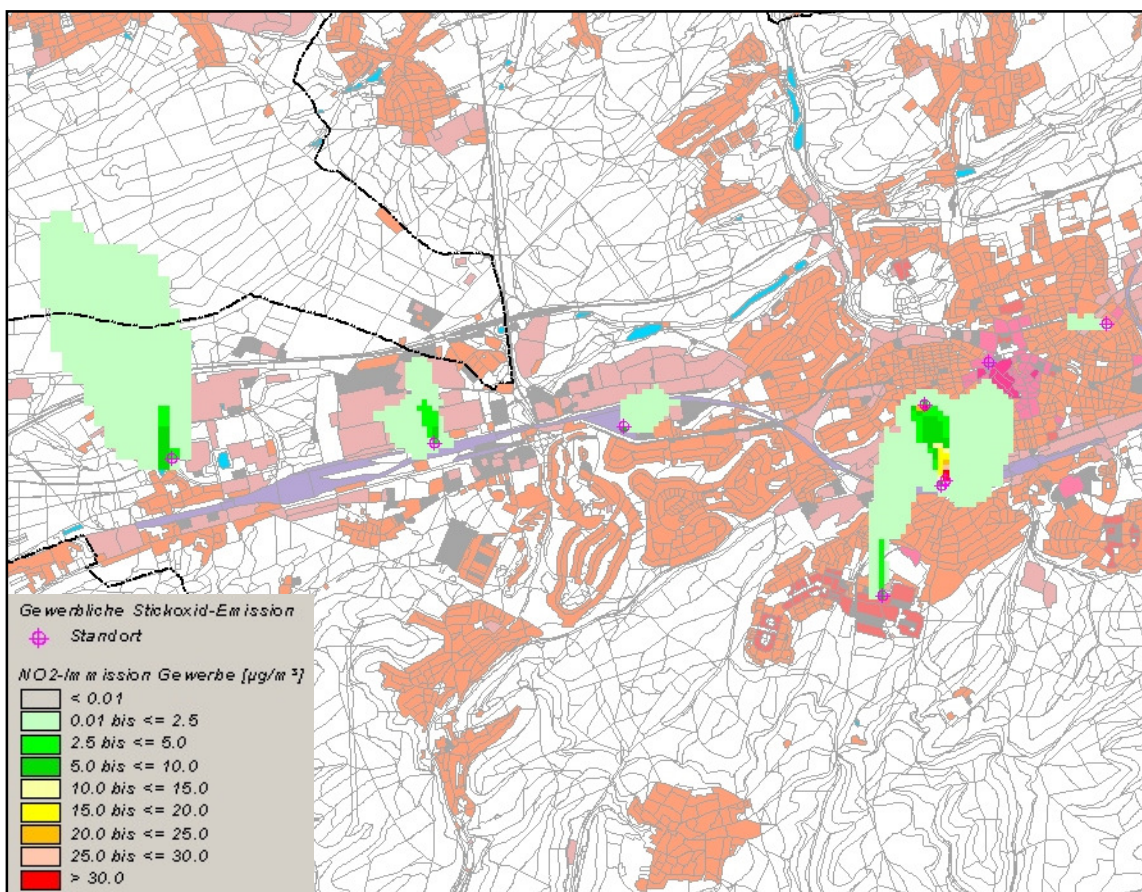 Gewerbliche Stickoxid-Emission
Standort
NO2-Immission Gewerbe [µg/m³]
< 0.01
0.01 bis <= 2.5
2.5 bis <= 5.0
5.0 bis <= 10.0
10.0 bis <= 15.0
15.0 bis <= 20.0
20.0 bis <= 25.0
25.0 bis <= 30.0
> 30.0